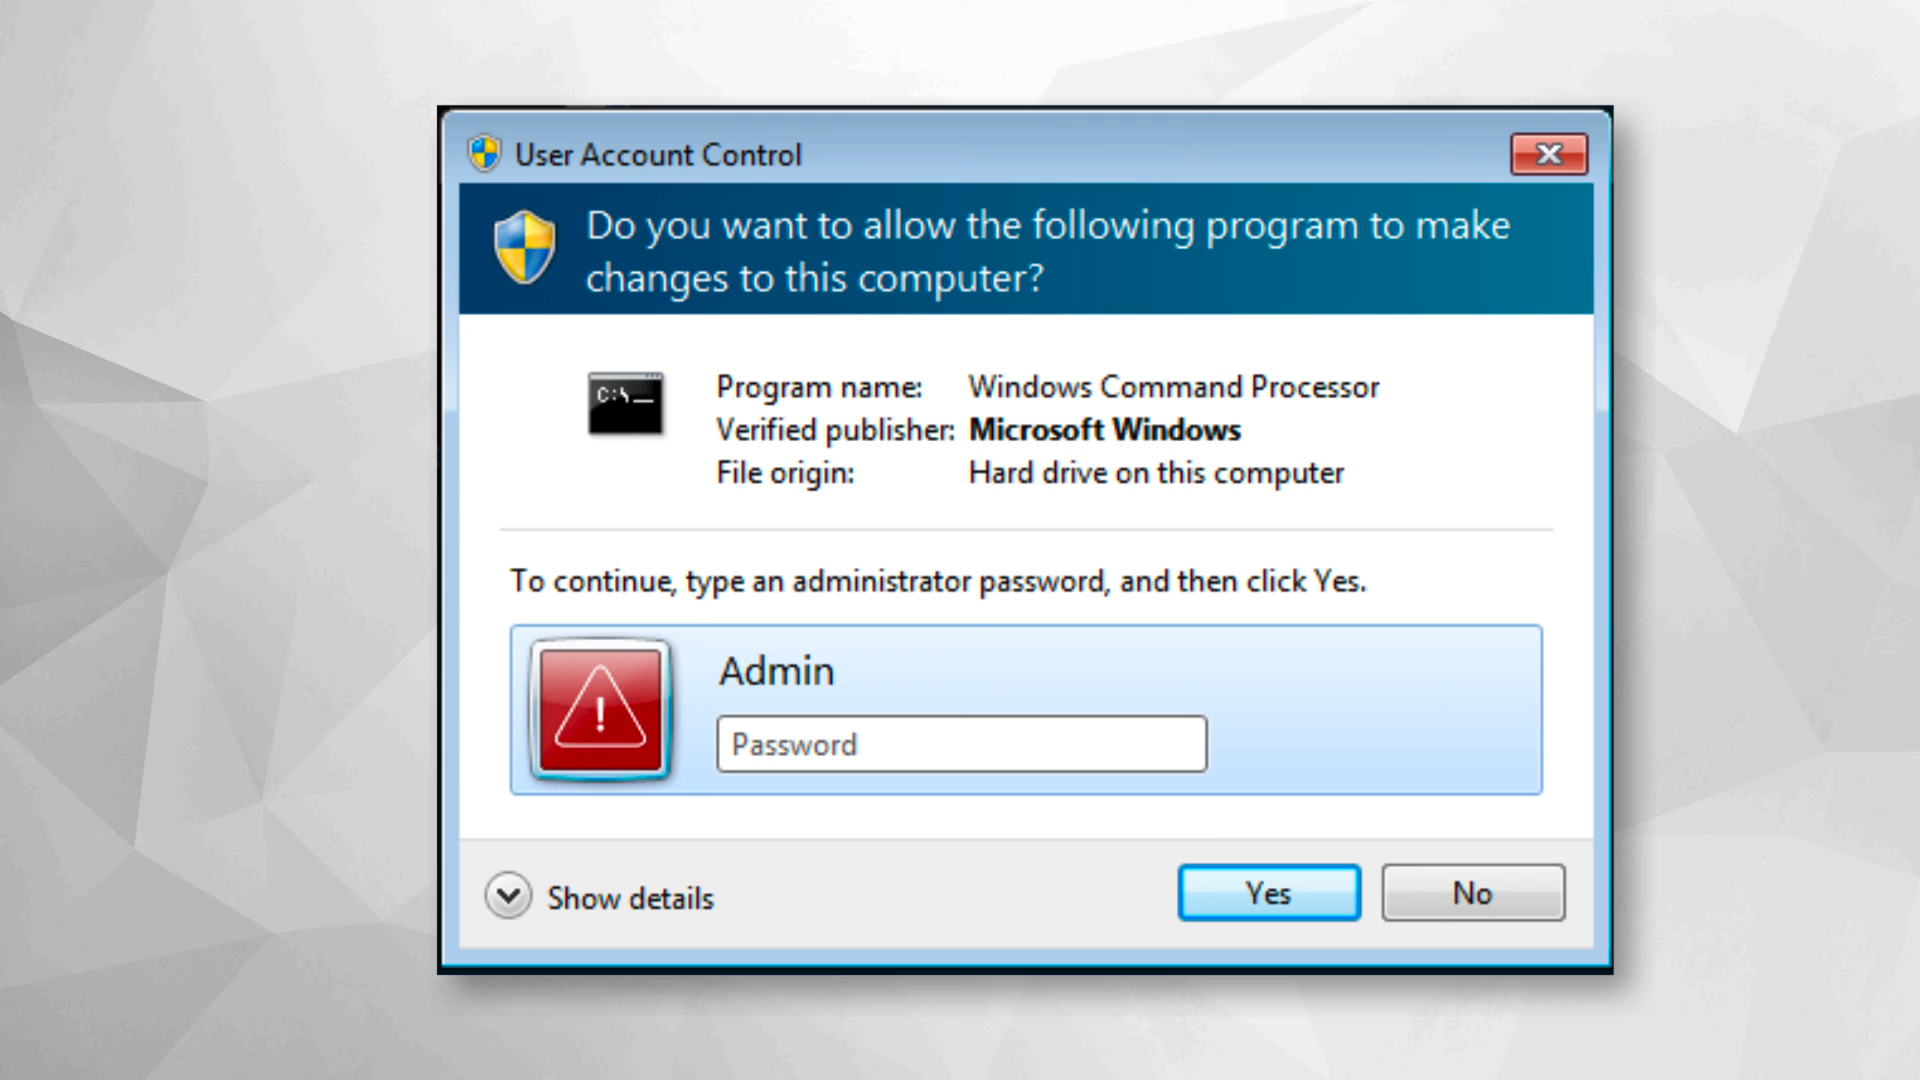 User Account Control
Do you want to allow the following program to make
changes to this computer?
C:\_
Program name: Windows Command Processor
Verified publisher: Microsoft Windows
File origin: Hard drive on this computer
To continue, type an administrator password, and then click Yes.
!
Admin
Password
Show details
Yes No